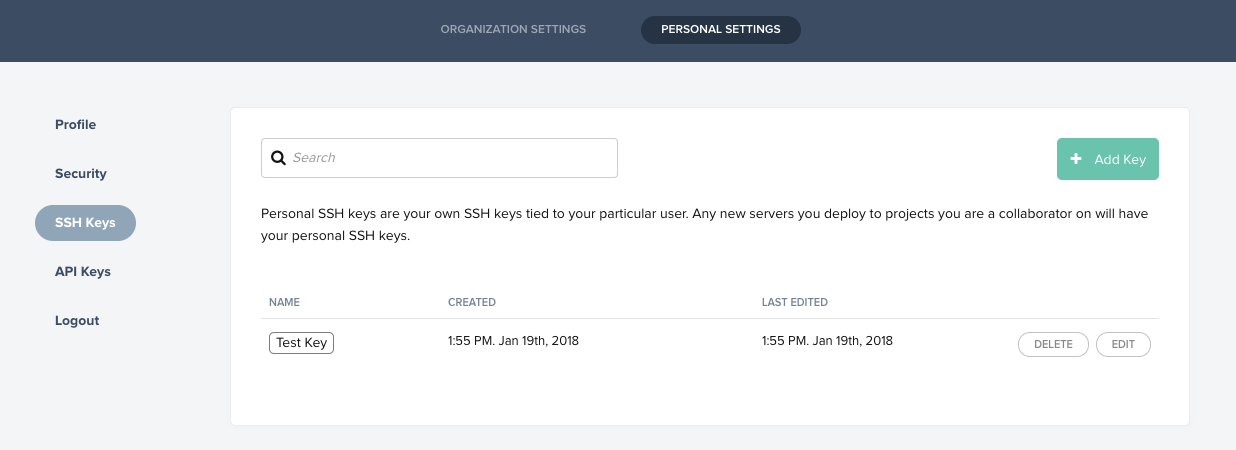 ORGANIZATION SETTINGS
PERSONAL SETTINGS
Profile
Security
SSH Keys
API Keys
Logout
Search
Add Key
Personal SSH keys are your own SSH keys tied to your particular user. Any new servers you deploy to projects you are a collaborator on will have
your personal SSH keys.
NAME CREATED LAST EDITED
Test Key 1:55 PM. Jan 19th, 2018 1:55 PM. Jan 19th, 2018 DELETE EDIT